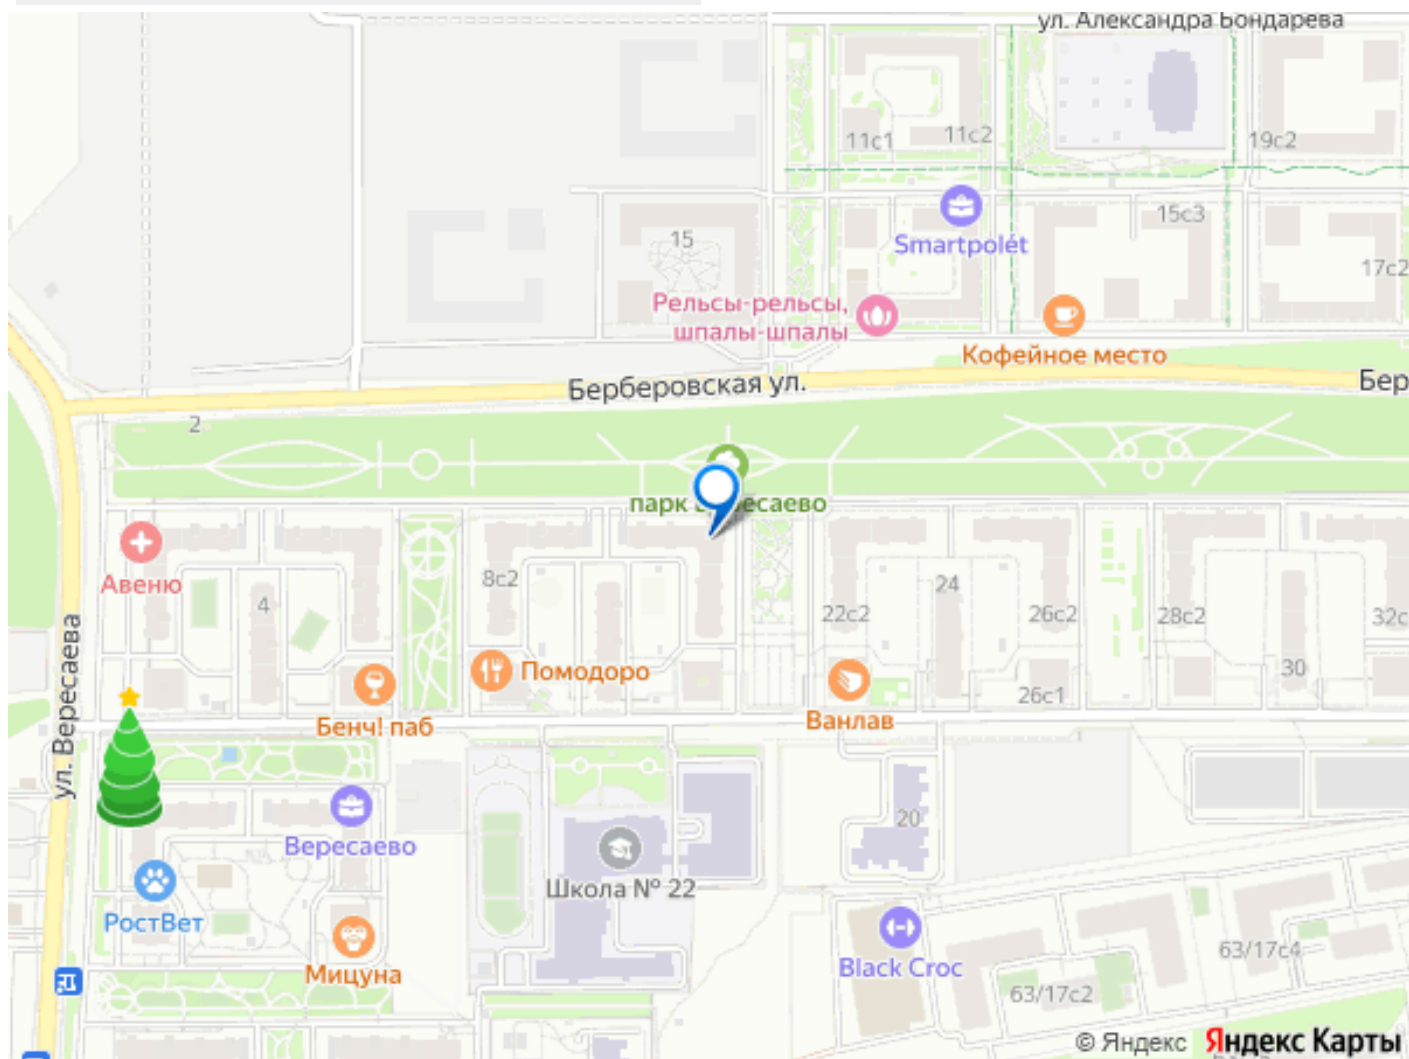 ул. Александра Бондарева
11с1
11с2
19с2
15
15с3
Smartpolét
17с2
Рельсы-рельсы,
шпалы-шпалы
Кофейное место
Берберовская ул.
Бер
2
парк
есаево
Авеню
4
8с2
22с2
24
26с2
28с2
32с
ул. Вересаева
Помодоро
Бенч! паб
Ванлав
26с1
30
Вересаево
20
Школа № 22
РостВет
Мицуна
Black Croc
63/17с4
63/17с2
© Яндекс Яндекс Карты